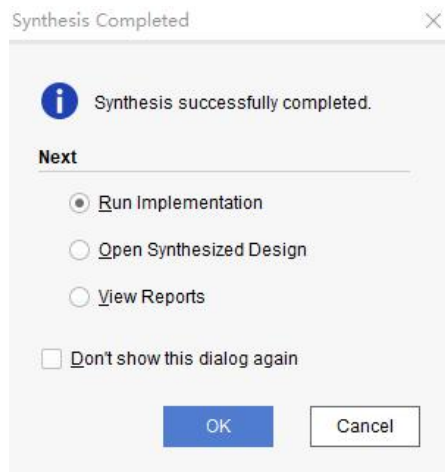 Synthesis Completed
Synthesis successfully completed.
Next
Run Implementation
Open Synthesized Design
View Reports
Don't show this dialog again
OK
Cancel